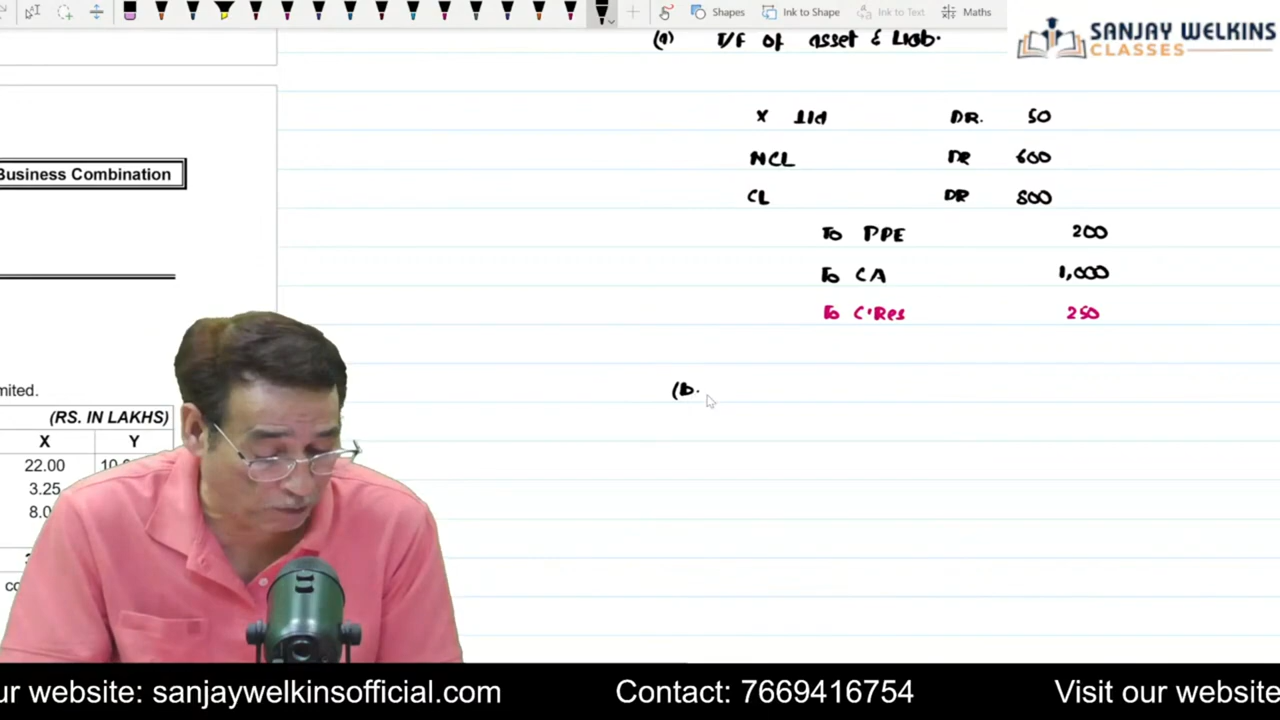 Shapes
Ink to Shape
Ink to Text
Maths
SANJAY WELKINS
CLASSES
(a) T/F of asset & Liab.
X Ltd DR. 50
NCL DR 600
CL DR 800
To PPE 200
To CA 1,000
To C.Res 250
(b.
Business Combination
mited.
(RS. IN LAKHS)
X Y
22.00
3.25
8.0
ur website: sanjaywelkinsofficial.com Contact: 7669416754 Visit our website